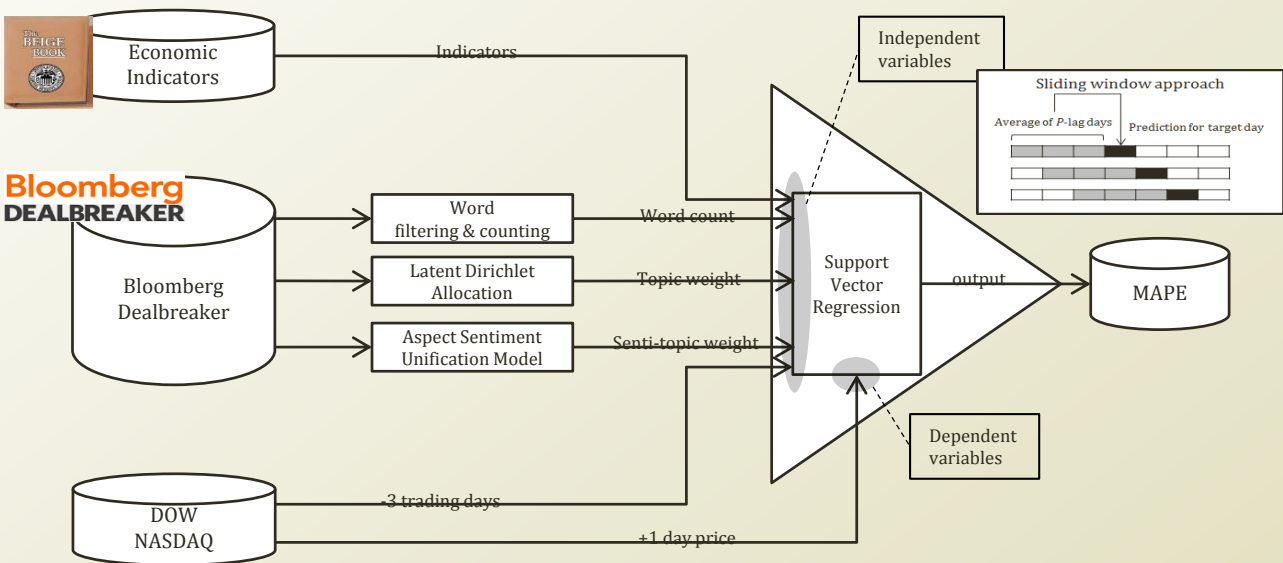 The
BEIGE
BOOK
Economic
Indicators
Indicators
Independent
variables
Sliding window approach
Average of P-lag days
Prediction for target day
Bloomberg
DEALBREAKER
Bloomberg
Dealbreaker
Word
filtering & counting
Word count
Latent Dirichlet
Allocation
Topic weight
Aspect Sentiment
Unification Model
Senti-topic weight
Support
Vector
Regression
output
MAPE
Dependent
variables
DOW
NASDAQ
-3 trading days
+1 day price